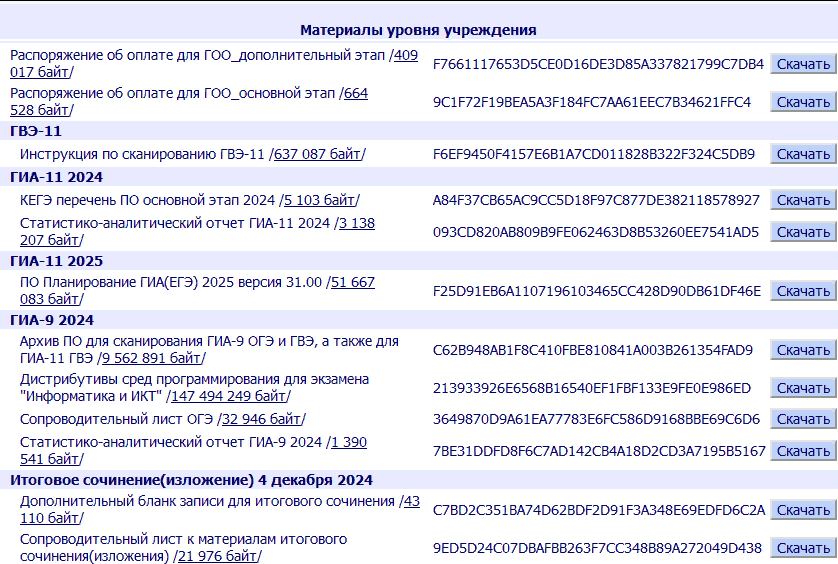 Материалы уровня учреждения
Распоряжение об оплате для ГОО_дополнительный этап /409
017 байт/
F7661117653D5CE0D16DE3D85A337821799C7DB4
Скачать
Распоряжение об оплате для ГОО_основной этап /664
528 байт/
9C1F72F19BEA5A3F184FC7AA61EEC7B34621FFC4
Скачать
ГВЭ-11
Инструкция по сканированию ГВЭ-11 /637 087 байт/
F6EF9450F4157E6B1A7CD011828B322F324C5DB9
Скачать
ГИА-11 2024
КЕГЭ перечень ПО основной этап 2024 /5 103 байт/
A84F37CB65AC9CC5D18F97C877DE382118578927
Скачать
Статистико-аналитический отчет ГИА-11 2024 /3 138
207 байт/
093CD820AB809B9FE062463D8B53260EE7541AD5
Скачать
ГИА-11 2025
ПО Планирование ГИА(ЕГЭ) 2025 версия 31.00 /51 667
083 байт/
F25D91EB6A1107196103465CC428D90DB61DF46E
Скачать
ГИА-9 2024
Архив ПО для сканирования ГИА-9 ОГЭ и ГВЭ, а также для
ГИА-11 ГВЭ /9 562 891 байт/
C62B948AB1F8C410FBE810841A003B261354FAD9
Скачать
Дистрибутивы сред программирования для экзамена
"Информатика и ИКТ" /147 494 249 байт/
213933926E6568B16540EF1FBF133E9FE0E986ED
Скачать
Сопроводительный лист ОГЭ /32 946 байт/
3649870D9A61EA77783E6FC586D9168BBE69C6D6
Скачать
Статистико-аналитический отчет ГИА-9 2024 /1 390
541 байт/
7BE31DDFD8F6C7AD142CB4A18D2CD3A7195B5167
Скачать
Итоговое сочинение(изложение) 4 декабря 2024
Дополнительный бланк записи для итогового сочинения /43
110 байт/
C7BD2C351BA74D62BDF2D91F3A348E69EDFD6C2A
Скачать
Сопроводительный лист к материалам итогового
сочинения(изложения) /21 976 байт/
9ED5D24C07DBAFBB263F7CC348B89A272049D438
Скачать